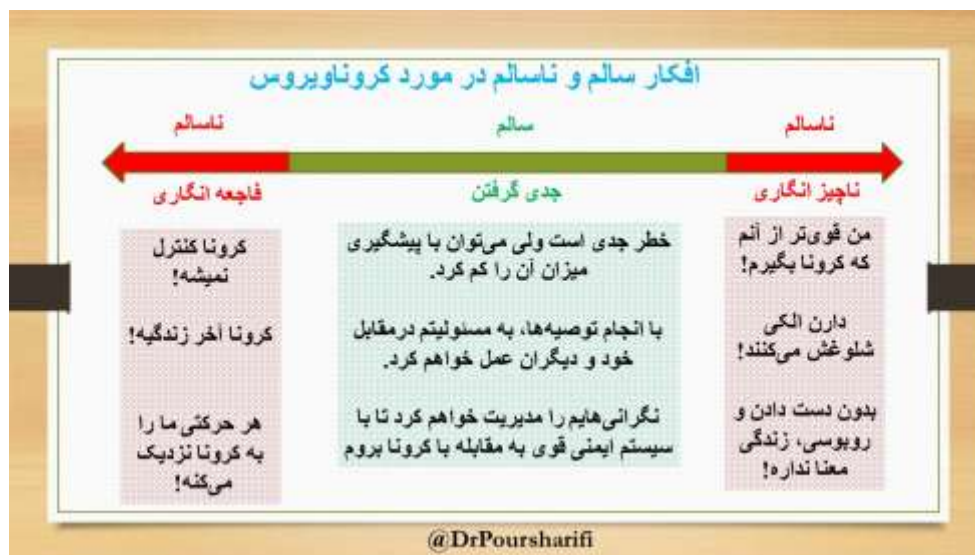 افکار سالم و ناسالم در مورد کروناویروس
ناسالم
سالم
ناسالم
ناچیز انگاری
جدی گرفتن
فاجعه انگاری
من قوی‌تر از آنم
که کرونا بگیرم!
دارن الکی
شلوغش می‌کنند!
بدون دست دادن و
روبوسی، زندگی
معنا نداره!
خطر جدی است ولی می‌توان با پیشگیری
میزان آن را کم کرد.
با انجام توصیه‌ها، به مسئولیتم درمقابل
خود و دیگران عمل خواهم کرد.
نگرانی‌هایم را مدیریت خواهم کرد تا با
سیستم ایمنی قوی به مقابله با کرونا بروم
کرونا کنترل
نمیشه!
کرونا آخر زندگیه!
هر حرکتی ما را
به کرونا نزدیک
می‌کنه!
@DrPoursharifi